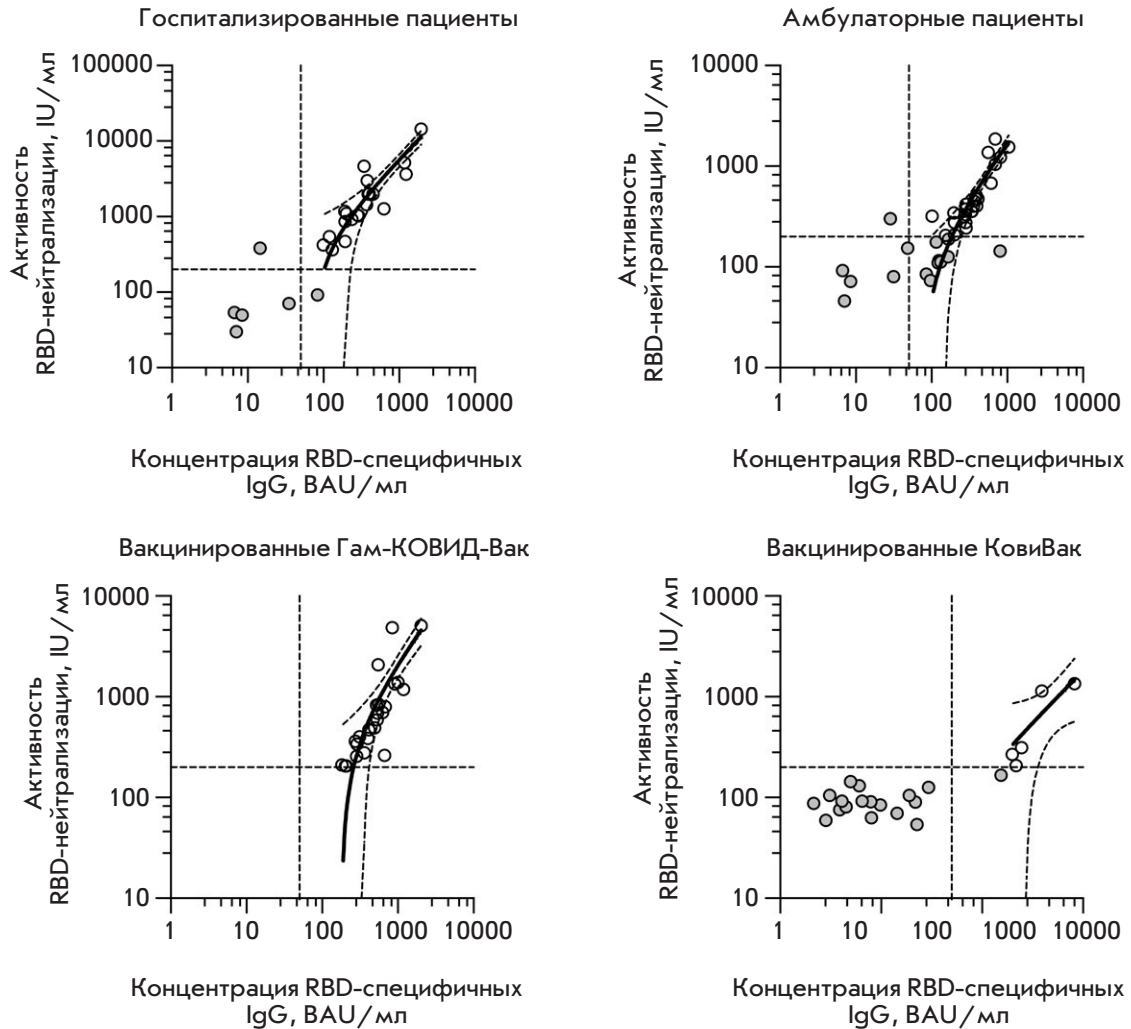 Госпитализированные пациенты
Активность
RBD-нейтрализации, IU/мл
100000
10000
1000
100
10
1 10 100 1000 10000
Концентрация RBD-специфичных
IgG, BAU/мл
Амбулаторные пациенты
Активность
RBD-нейтрализации, IU/мл
10000
1000
100
10
1 10 100 1000 10000
Концентрация RBD-специфичных
IgG, BAU/мл
Вакцинированные Гам-КОВИД-Вак
Активность
RBD-нейтрализации, IU/мл
10000
1000
100
10
1 10 100 1000 10000
Концентрация RBD-специфичных
IgG, BAU/мл
Вакцинированные КовиВак
Активность
RBD-нейтрализации, IU/мл
10000
1000
100
10
1 10 100 1000 10000
Концентрация RBD-специфичных
IgG, BAU/мл